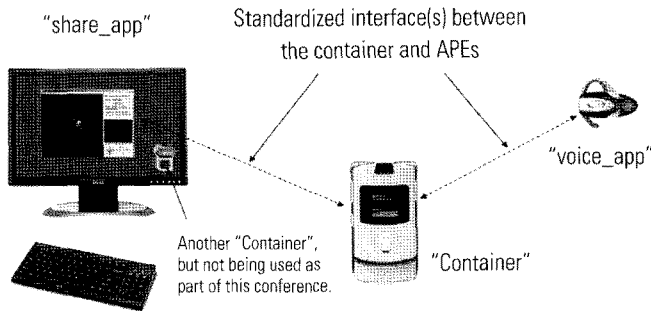 "share_app"
Standardized interface(s) between
the container and APEs
"voice_app"
Another "Container",
but not being used as
part of this conference.
"Container"